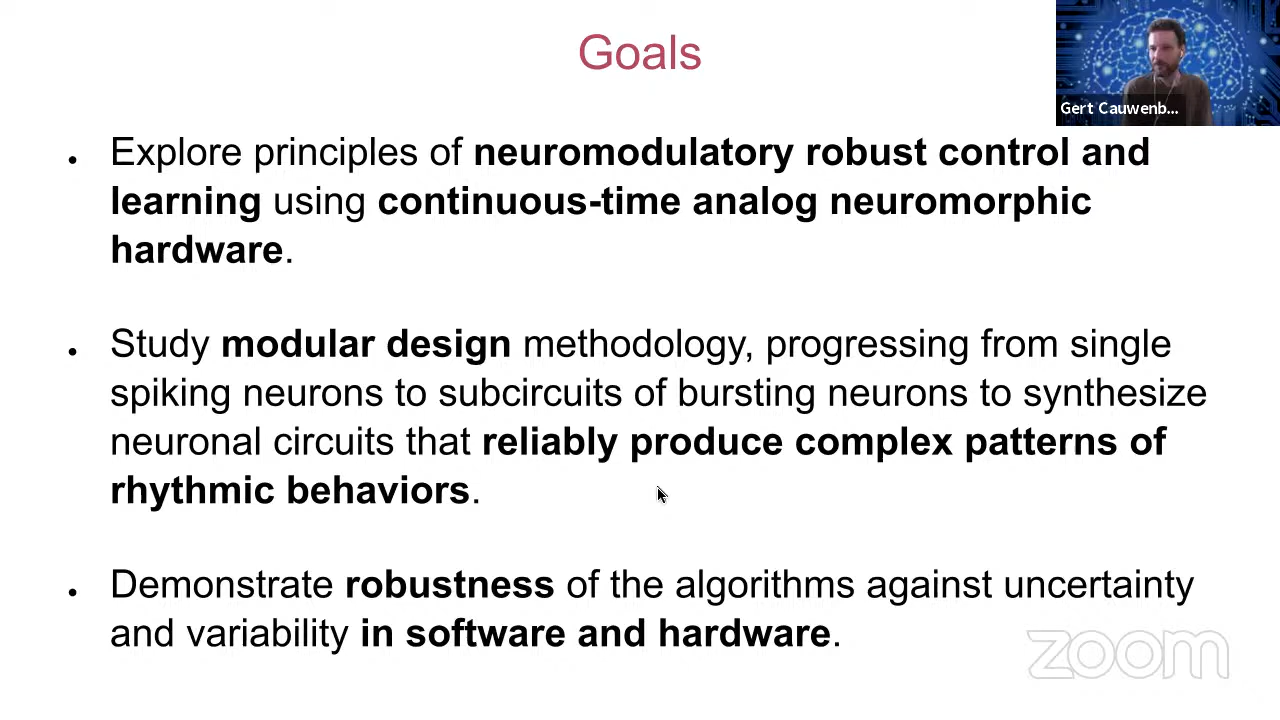 Goals
Gert Cauwenb...
• Explore principles of neuromodulatory robust control and
learning using continuous-time analog neuromorphic
hardware.
• Study modular design methodology, progressing from single
spiking neurons to subcircuits of bursting neurons to synthesize
neuronal circuits that reliably produce complex patterns of
rhythmic behaviors.
• Demonstrate robustness of the algorithms against uncertainty
and variability in software and hardware.
zoom